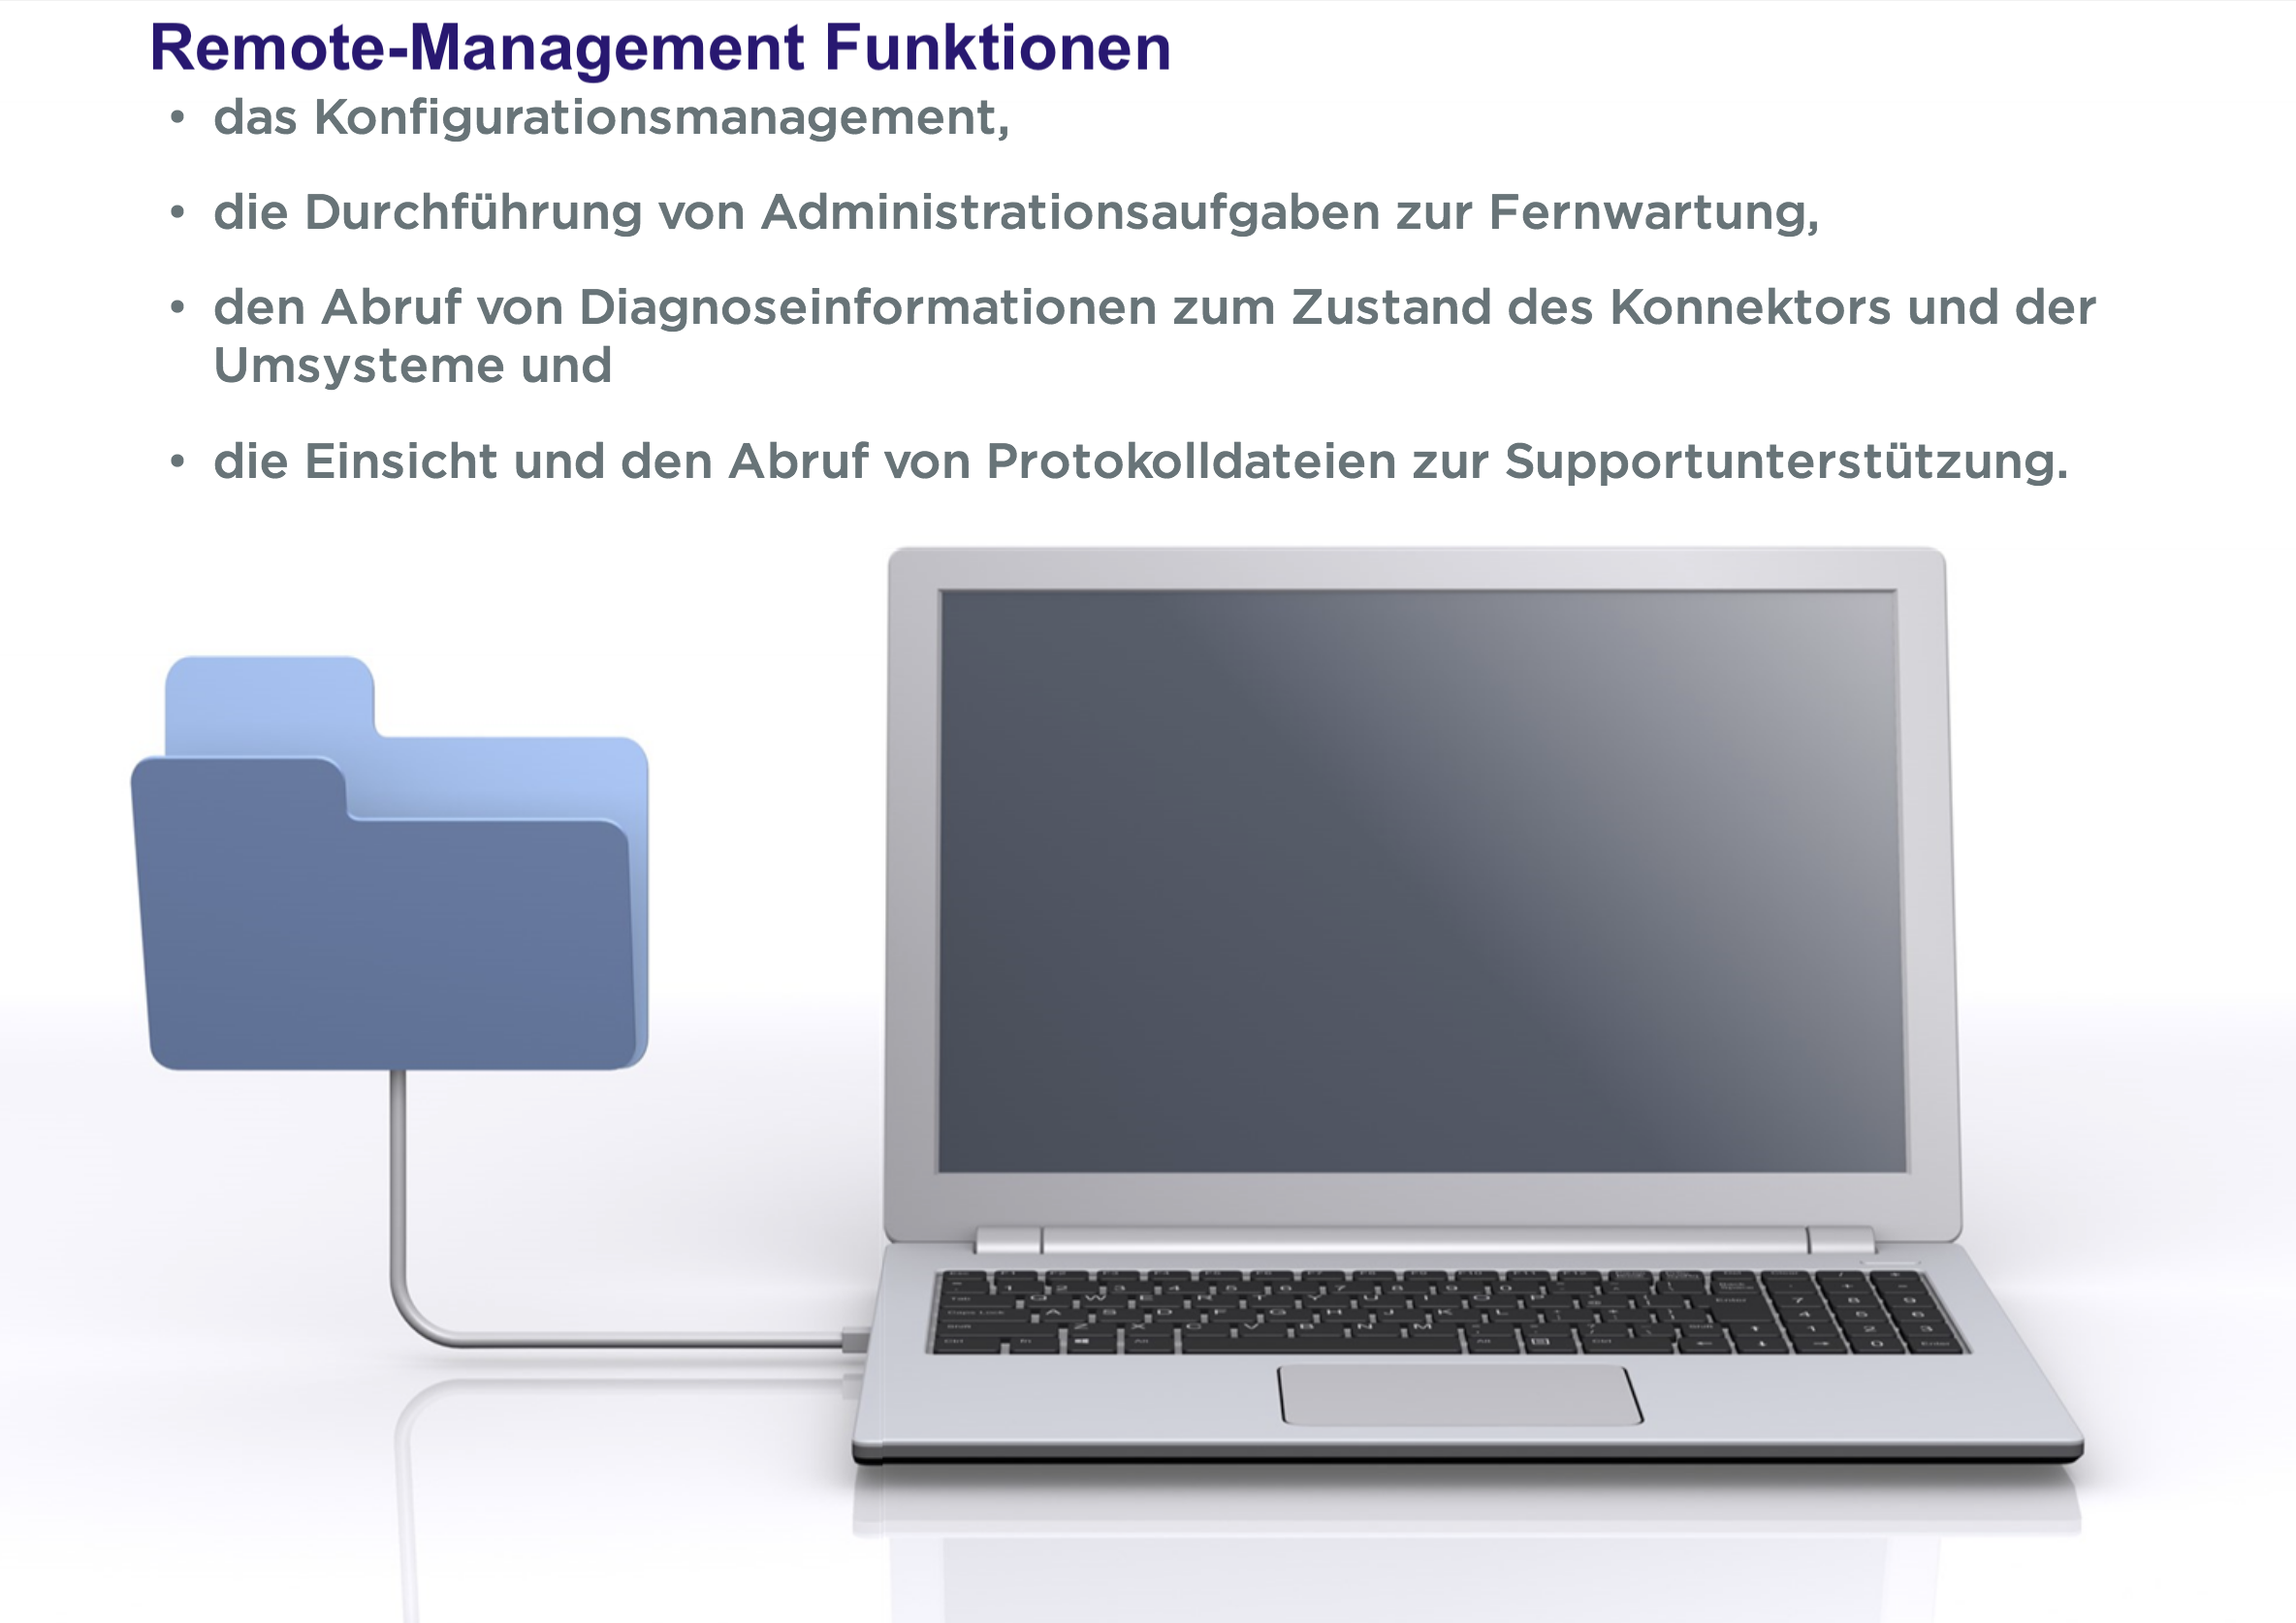 Remote-Management Funktionen
• das Konfigurationsmanagement,
• die Durchführung von Administrationsaufgaben zur Fernwartung,
• den Abruf von Diagnoseinformationen zum Zustand des Konnektors und der
Umsysteme und
• die Einsicht und den Abruf von Protokolldateien zur Supportunterstützung.